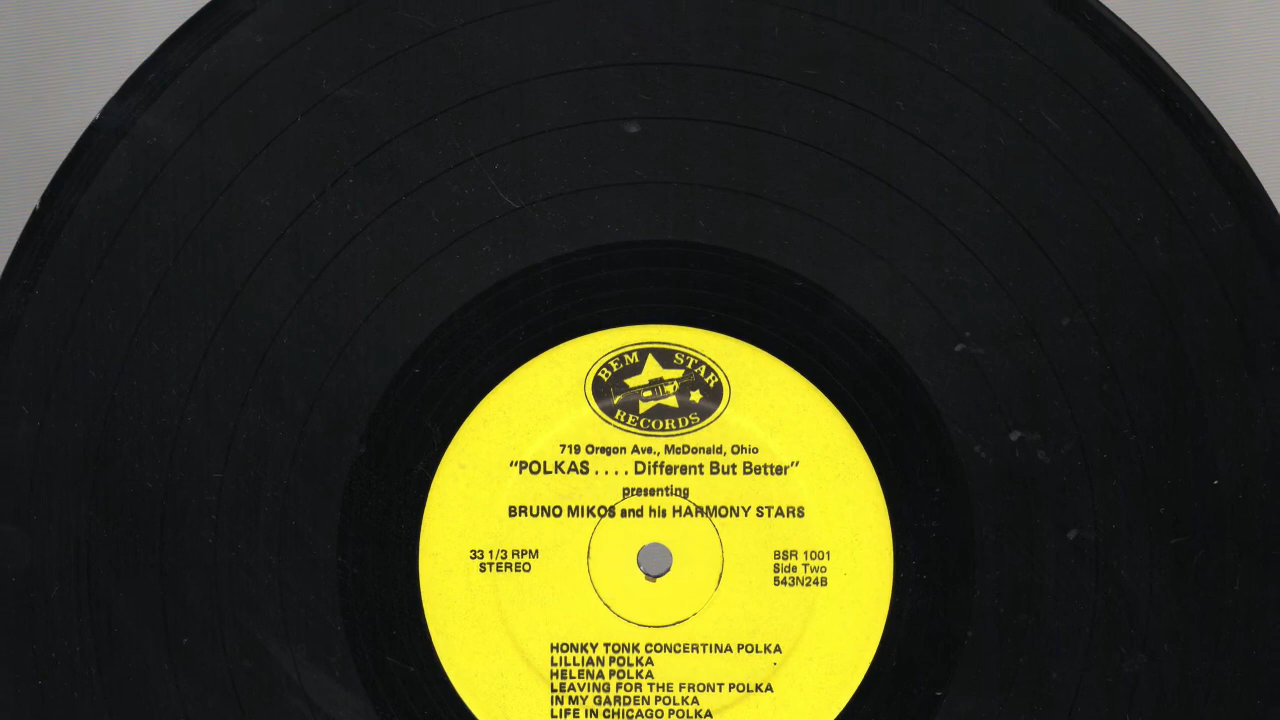 BEM STAR
RECORDS
719 Oregon Ave., McDonald, Ohio
"POLKAS . . . . Different But Better"
presenting
BRUNO MIKOS and his HARMONY STARS
33 1/3 RPM
STEREO
BSR 1001
Side Two
543N24B
HONKY TONK CONCERTINA POLKA
LILLIAN POLKA
HELENA POLKA
LEAVING FOR THE FRONT POLKA
IN MY GARDEN POLKA
LIFE IN CHICAGO POLKA